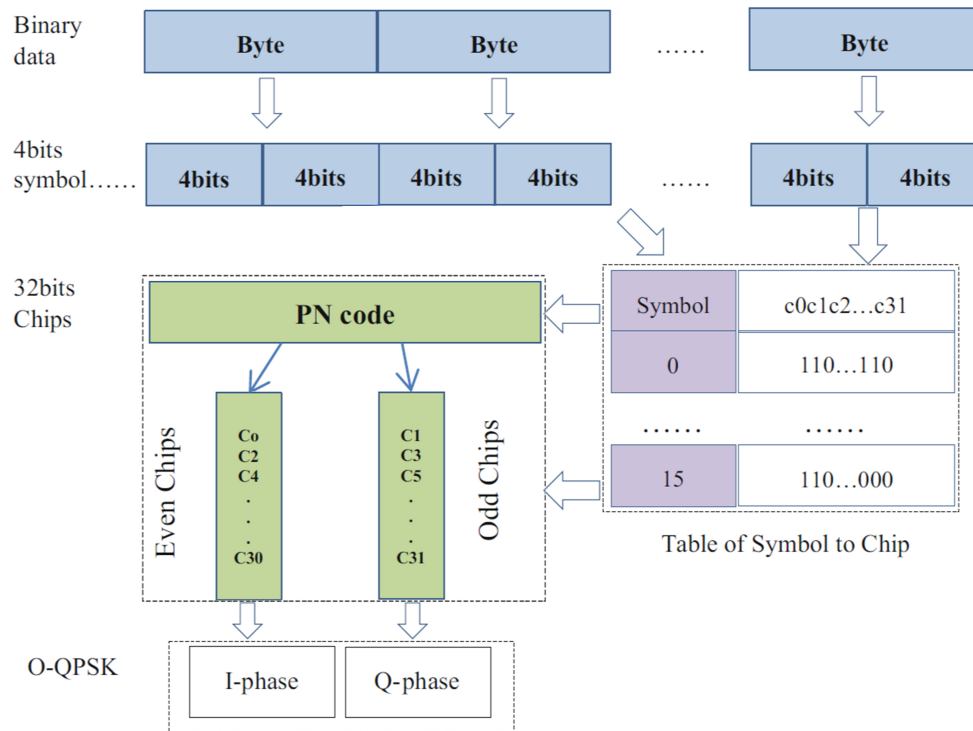 Binary
data
Byte
Byte
……
Byte
4bits
symbol……
4bits
4bits
4bits
4bits
……
4bits
4bits
32bits
Chips
PN code
Symbol
c0c1c2...c31
0
110...110
……
……
15
110...000
Table of Symbol to Chip
Even Chips
Co
C2
C4
.
.
.
C30
C1
C3
C5
.
.
.
C31
Odd Chips
O-QPSK
I-phase
Q-phase